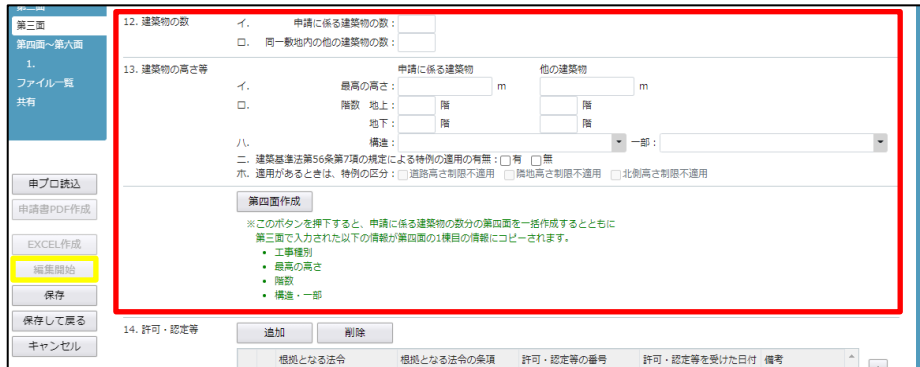 第三面
第四面~第六面
1.
ファイル一覧
共有
申プロ読込
申請書PDF作成
EXCEL作成
編集開始
保存
保存して戻る
キャンセル
12. 建築物の数 イ. 申請に係る建築物の数:
ロ. 同一敷地内の他の建築物の数:
13. 建築物の高さ等 申請に係る建築物 他の建築物
イ. 最高の高さ: m m
ロ. 階数 地上: 階 階
地下: 階 階
ハ. 構造: 一部:
ニ. 建築基準法第56条第7項の規定による特例の適用の有無: 有 無
ホ. 適用があるときは、特例の区分: 道路高さ制限不適用 隣地高さ制限不適用 北側高さ制限不適用
第四面作成
※このボタンを押下すると、申請に係る建築物の数分の第四面を一括作成するとともに
第三面で入力された以下の情報が第四面の1棟目の情報にコピーされます。
• 工事種別
• 最高の高さ
• 階数
• 構造・一部
14. 許可・認定等 追加 削除
根拠となる法令 根拠となる法令の条項 許可・認定等の番号 許可・認定等を受けた日付 備考